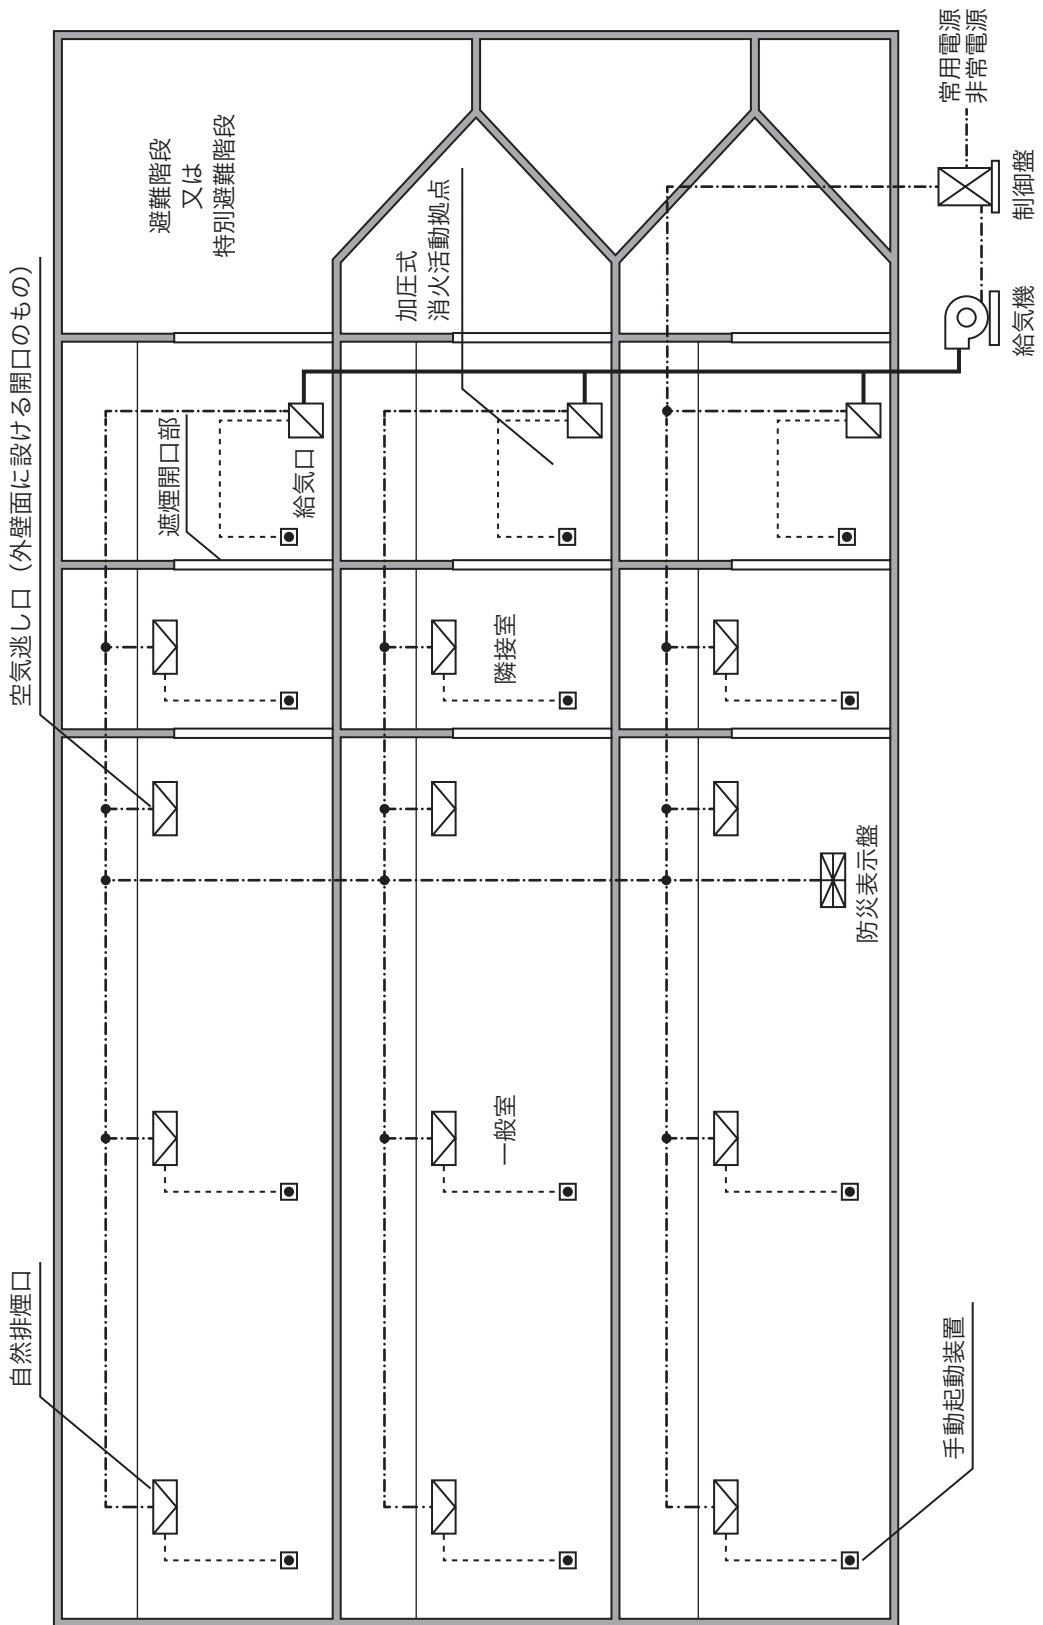 自然排煙口
空気逃し口（外壁面に設ける開口のもの）
遮煙開口部
避難階段
又は
特別避難階段
給気口
加圧式
消火活動拠点
隣接室
一般室
防災表示盤
手動起動装置
常用電源
非常電源
制御盤
給気機